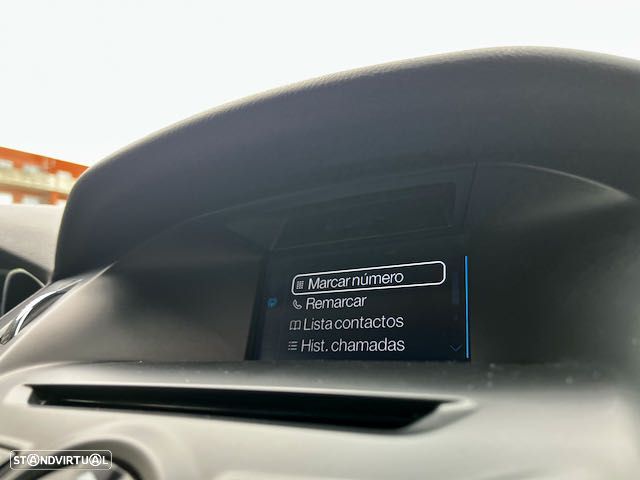 Marcar número
Remarcar
Lista contactos
Hist. chamadas
STANDVIRTUAL